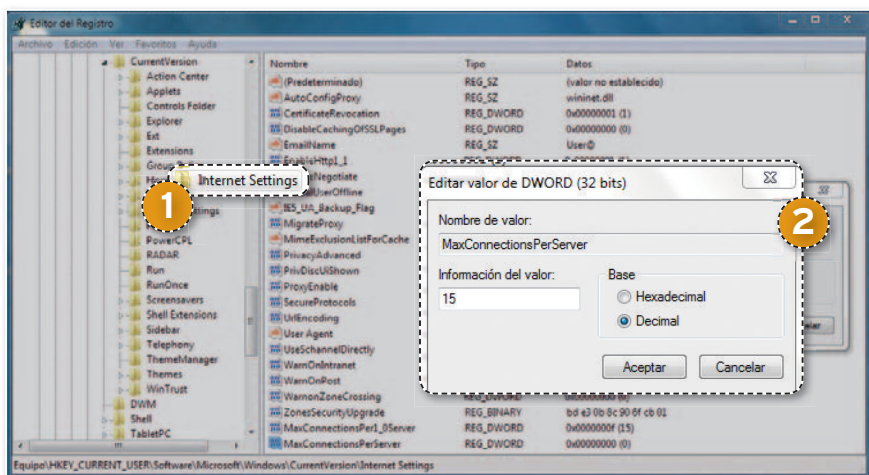 Editor del Registro
Archivo Edición Ver Favoritos Ayuda
CurrentVersion
Action Center
Applets
Controls Folder
Explorer
Ext
Extensions
Internet Settings
1
PowerCPL
RADAR
Run
RunOnce
Screensavers
Shell Extensions
Sidebar
Telephony
ThemeManager
Themes
WinTrust
DWM
Shell
TabletPC
Nombre Tipo Datos
(Predeterminado) REG_SZ (valor no establecido)
AutoConfigProxy REG_SZ wininet.dll
CertificateRevocation REG_DWORD 0x00000001 (1)
DisableCachingOfSSLPages REG_DWORD 0x00000000 (0)
EmailName REG_SZ User@
EnableHttp1_1
IE5_UA_Backup_Flag
MigrateProxy
MimeExclusionListForCache
PrivacyAdvanced
PrivDiscUiShown
ProxyEnable
SecureProtocols
UrlEncoding
User Agent
UseSchannelDirectly
WarnOnIntranet
WarnOnPost
WarnonZoneCrossing REG_DWORD 0x00000000 (0)
ZonesSecurityUpgrade REG_BINARY bd e3 0b 8c 90 6f cb 01
MaxConnectionsPer1_0Server REG_DWORD 0x0000000f (15)
MaxConnectionsPerServer REG_DWORD 0x00000000 (0)
Editar valor de DWORD (32 bits)
2
Nombre de valor:
MaxConnectionsPerServer
Información del valor:
15
Base
Hexadecimal
Decimal
Aceptar Cancelar
Equipo\HKEY_CURRENT_USER\Software\Microsoft\Windows\CurrentVersion\Internet Settings